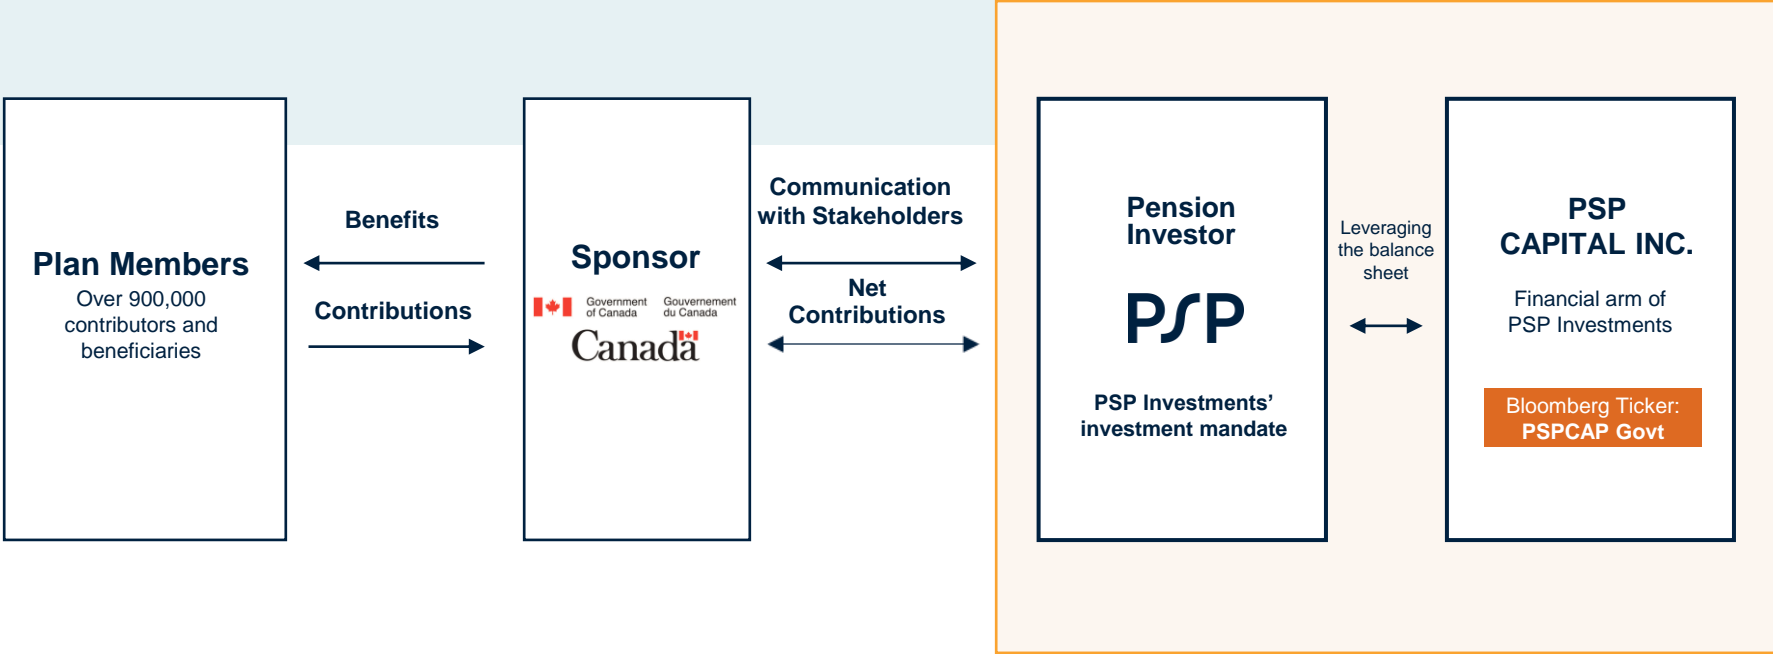 Plan Members
Over 900,000
contributors and
beneficiaries
Benefits
Contributions
Sponsor
Government
of Canada
Gouvernement
du Canada
Canada
Communication
with Stakeholders
Net
Contributions
Pension
Investor
PSP
PSP Investments’
investment mandate
Leveraging
the balance
sheet
PSP
CAPITAL INC.
Financial arm of
PSP Investments
Bloomberg Ticker:
PSPCAP Govt